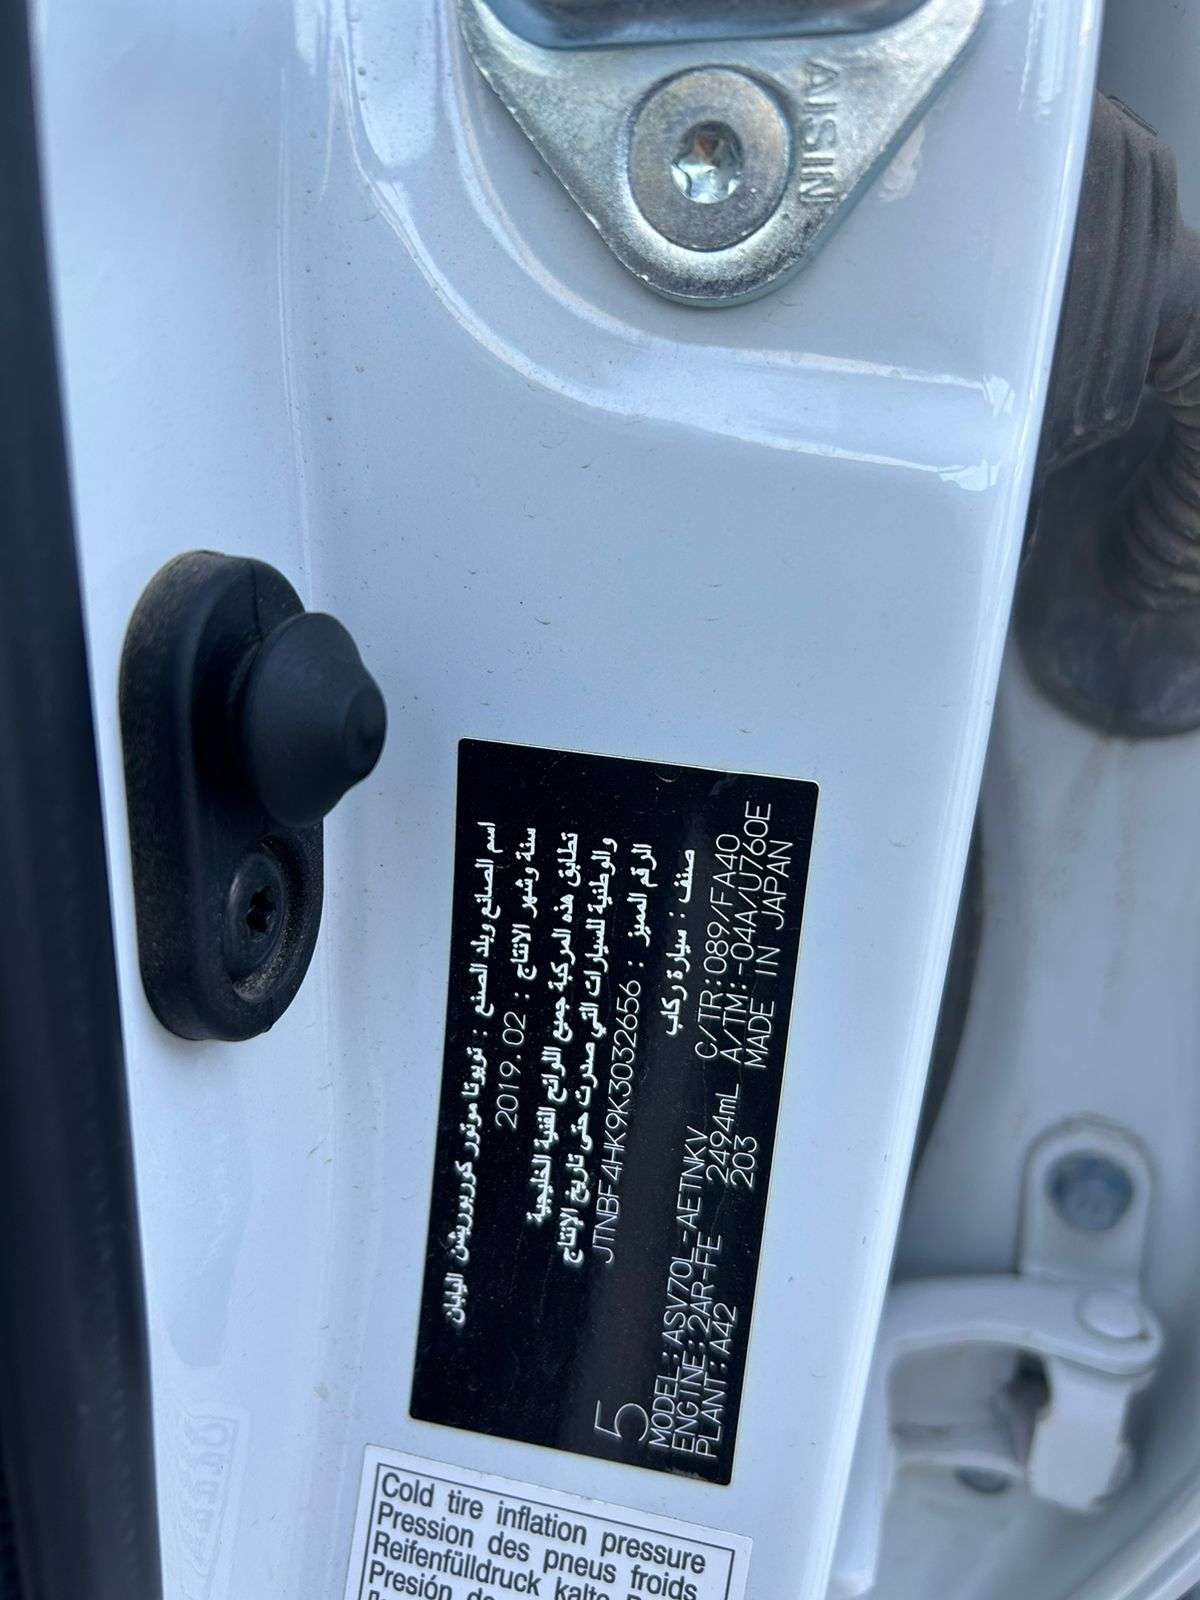 AISIN
اسم الصانع وبلد الصنع : تويوتا موتور كوربوريشن اليابان
سنة وشهر الانتاج : 2019.02
تطابق هذه المركبة جميع اللوائح الفنية الخليجية
والوطنية للسيارات التي صدرت حتى تاريخ الإنتاج
الرقم المميز : JTNBF4HK9K3032656
صنف : سيارة ركاب
5
MODEL:ASV70L-AETNKV C/TR:089/FA40
ENGINE:2AR-FE 2494mL A/TM:-04A/U760E
PLANT:A42 203 MADE IN JAPAN
Cold tire inflation pressure
Pression des pneus froids
Reifenfülldruck kalte
Presión de